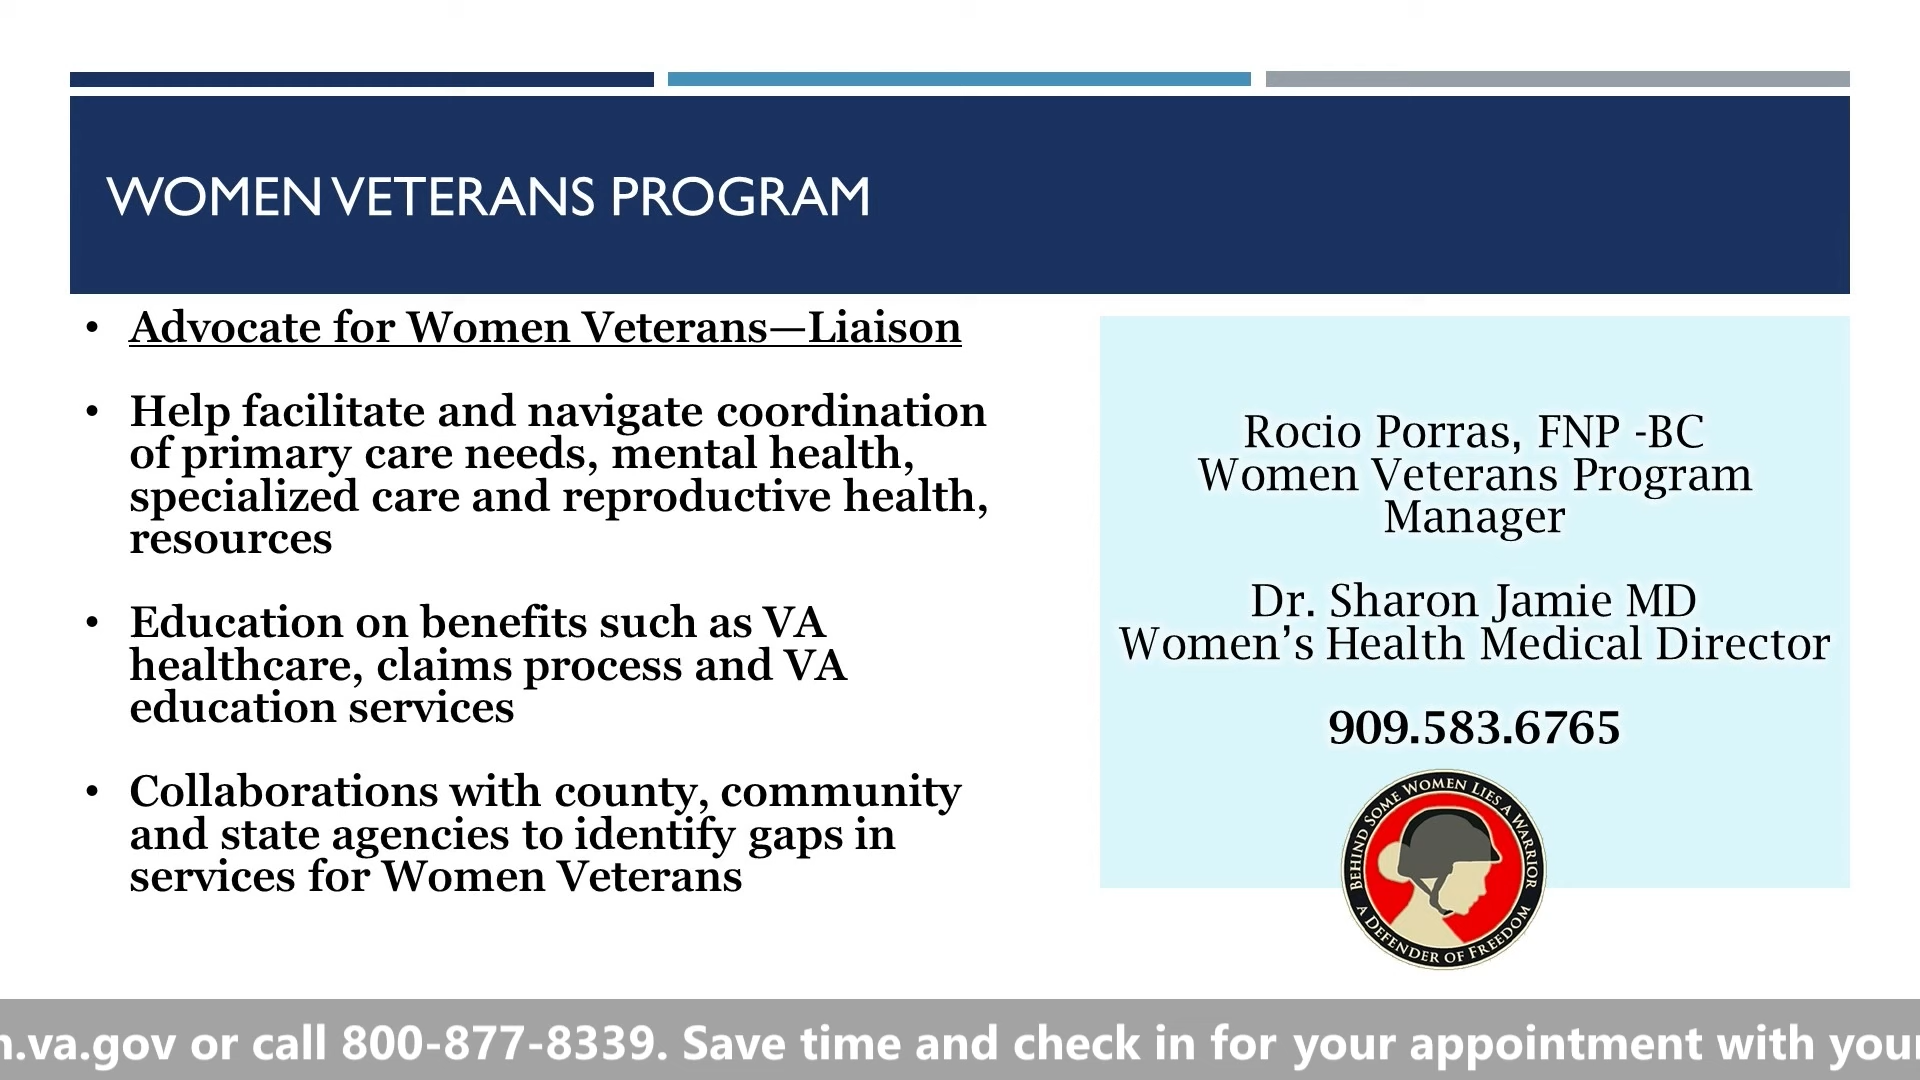 WOMEN VETERANS PROGRAM
• Advocate for Women Veterans—Liaison
• Help facilitate and navigate coordination
of primary care needs, mental health,
specialized care and reproductive health,
resources
• Education on benefits such as VA
healthcare, claims process and VA
education services
• Collaborations with county, community
and state agencies to identify gaps in
services for Women Veterans
Rocio Porras, FNP -BC
Women Veterans Program
Manager
Dr. Sharon Jamie MD
Women’s Health Medical Director
909.583.6765
BEHIND SOME WOMEN LIES A WARRIOR
A DEFENDER OF FREEDOM
.va.gov or call 800-877-8339. Save time and check in for your appointment with your